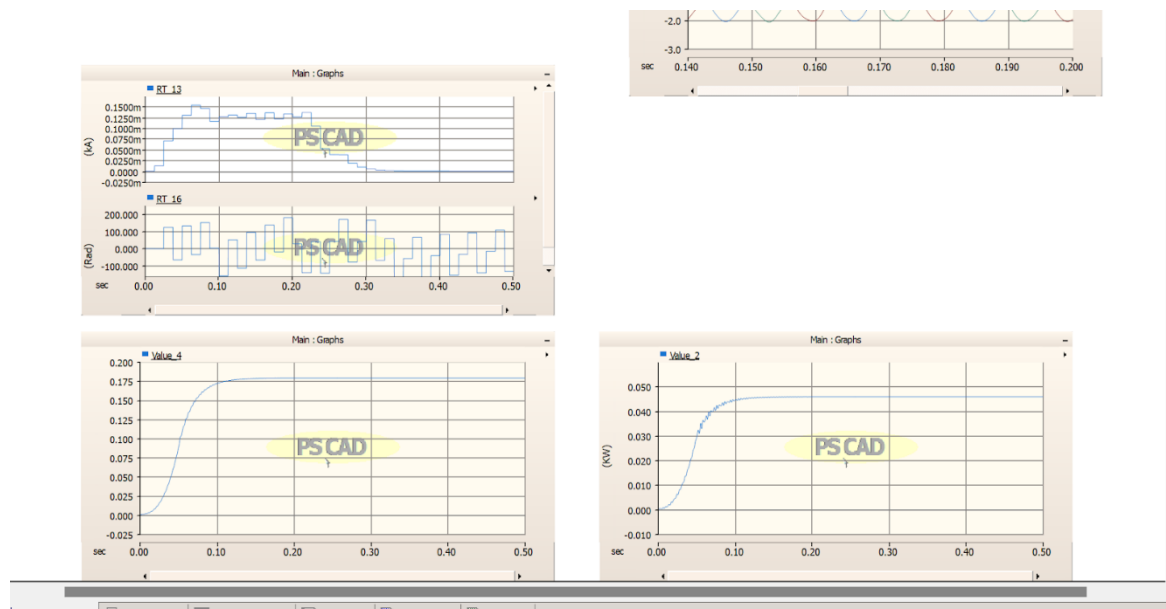 -2.0
-3.0
sec 0.140 0.150 0.160 0.170 0.180 0.190 0.200
Main : Graphs
RT_13
(kA)
0.1500m
0.1250m
0.1000m
0.0750m
0.0500m
0.0250m
0.0000
-0.0250m
PSCAD
RT_16
(Rad)
200.000
100.000
0.000
-100.000
PSCAD
sec 0.00 0.10 0.20 0.30 0.40 0.50
Main : Graphs
Value_4
0.200
0.175
0.150
0.125
0.100
0.075
0.050
0.025
0.000
-0.025
PSCAD
sec 0.00 0.10 0.20 0.30 0.40 0.50
Main : Graphs
Value_2
(KW)
0.050
0.040
0.030
0.020
0.010
0.000
-0.010
PSCAD
sec 0.00 0.10 0.20 0.30 0.40 0.50